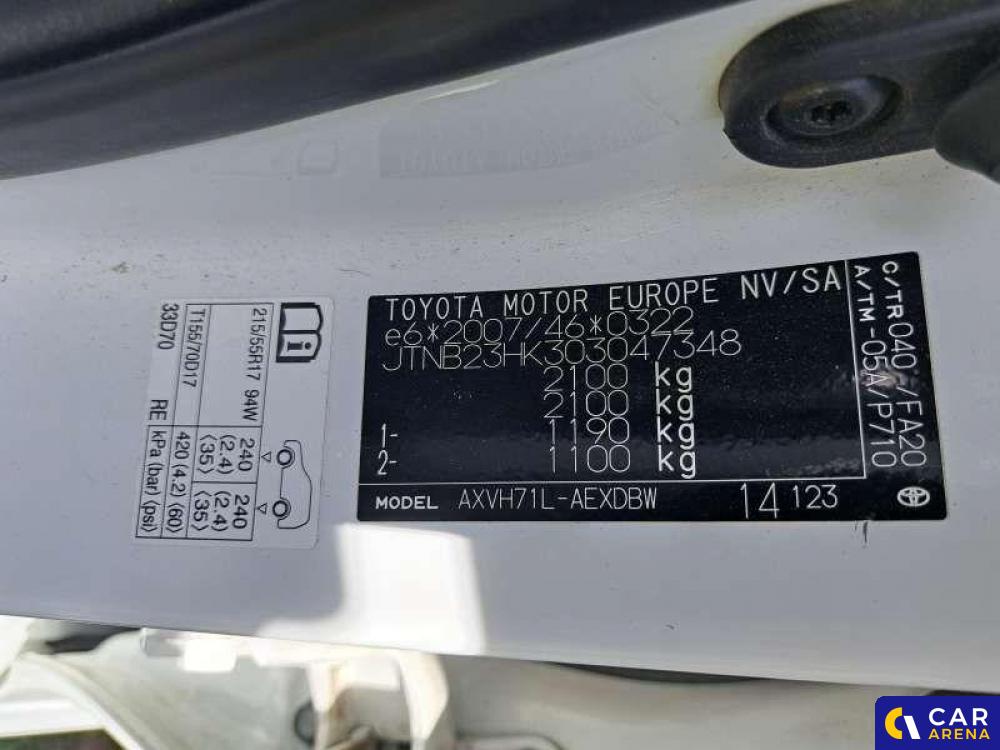 TOYOTA MOTOR EUROPE NV/SA
e6*2007/46*0322
JTNB23HK303047348
2100 kg
2100 kg
1- 1190 kg
2- 1100 kg
MODEL AXVH71L-AEXDBW 14123
C/TR040 /FA20
A/TM-05A/P710
i
215/55R17 94W 240 (2.4) ⟨35⟩ 240 (2.4) ⟨35⟩
T155/70D17 420 (4.2) ⟨60⟩
33D70 RE kPa (bar) ⟨psi⟩
CAR
ARENA